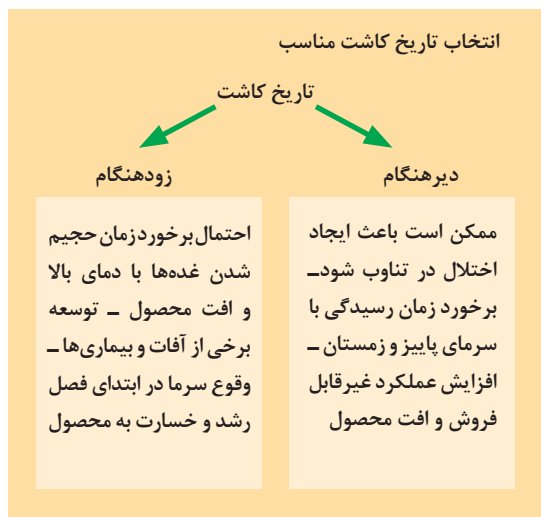 انتخاب تاریخ کاشت مناسب
تاریخ کاشت
دیرهنگام
ممکن است باعث ایجاد
اختلال در تناوب شود ــ
برخورد زمان رسیدگی با
سرمای پاییز و زمستان ــ
افزایش عملکرد غیرقابل
فروش و افت محصول
زودهنگام
احتمال برخورد زمان حجیم
شدن غده‌ها با دمای بالا
و افت محصول ــ توسعه
برخی از آفات و بیماری‌ها ــ
وقوع سرما در ابتدای فصل
رشد و خسارت به محصول